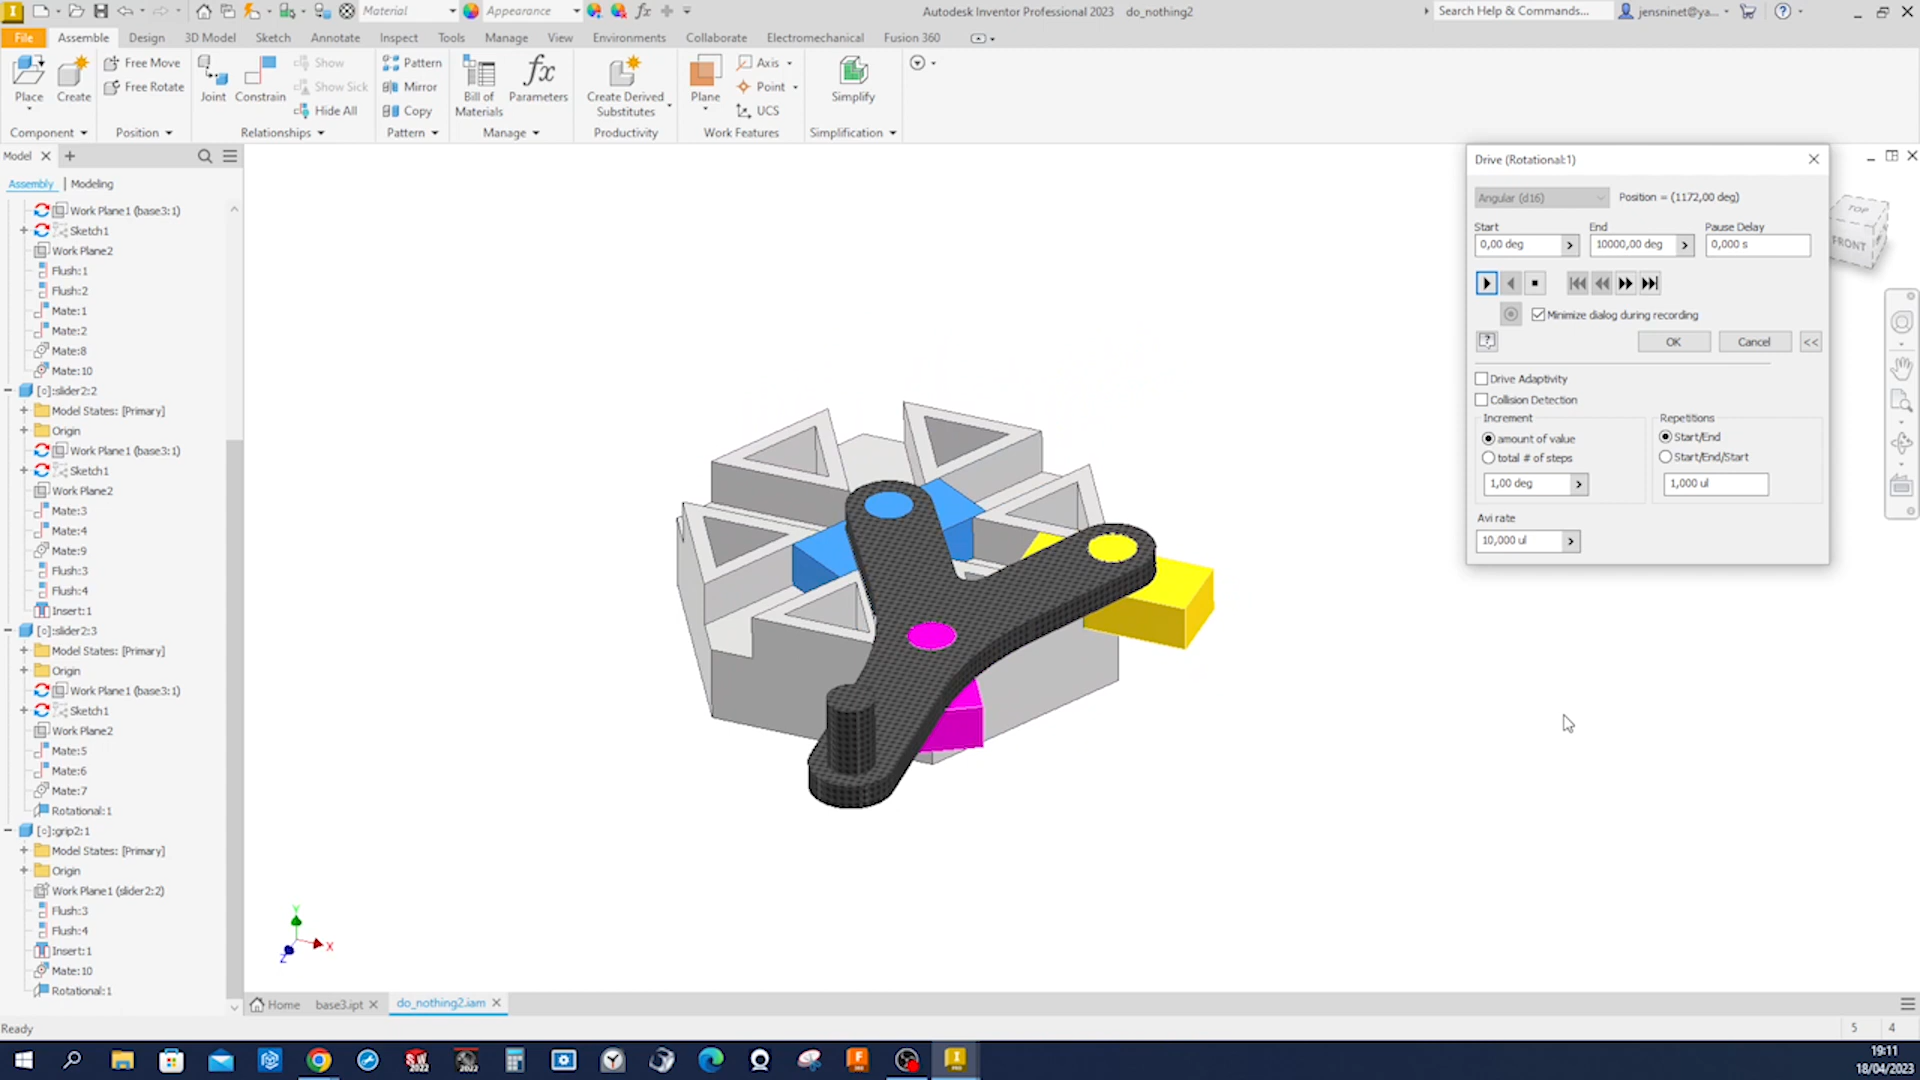 Material
Appearance
Autodesk Inventor Professional 2023 do_nothing2
Search Help & Commands...
jensninet@ya...
File
Assemble
Design
3D Model
Sketch
Annotate
Inspect
Tools
Manage
View
Environments
Collaborate
Electromechanical
Fusion 360
Place
Create
Free Move
Free Rotate
Joint
Constrain
Show
Show Sick
Hide All
Pattern
Mirror
Copy
Bill of
Materials
fx
Parameters
Create Derived
Substitutes
Plane
Axis
Point
UCS
Simplify
Component
Position
Relationships
Pattern
Manage
Productivity
Work Features
Simplification
Model
Assembly | Modeling
Work Plane1 (base3:1)
Sketch1
Work Plane2
Flush:1
Flush:2
Mate:1
Mate:2
Mate:8
Mate:10
[○]:slider2:2
Model States: [Primary]
Origin
Work Plane1 (base3:1)
Sketch1
Work Plane2
Mate:3
Mate:4
Mate:9
Flush:3
Flush:4
Insert:1
[○]:slider2:3
Model States: [Primary]
Origin
Work Plane1 (base3:1)
Sketch1
Work Plane2
Mate:5
Mate:6
Mate:7
Rotational:1
[○]:grip2:1
Model States: [Primary]
Origin
Work Plane1 (slider2:2)
Flush:3
Flush:4
Insert:1
Mate:10
Rotational:1
Drive (Rotational:1)
Angular (d16)
Position = (1172,00 deg)
Start
End
Pause Delay
0,00 deg
10000,00 deg
0,000 s
Minimize dialog during recording
OK
Cancel
<<
Drive Adaptivity
Collision Detection
Increment
amount of value
total # of steps
1,00 deg
Repetitions
Start/End
Start/End/Start
1,000 ul
Avi rate
10,000 ul
TOP
FRONT
Y
X
Z
Home
base3.ipt
do_nothing2.iam
Ready
5
4
2022
2022
19:11
18/04/2023